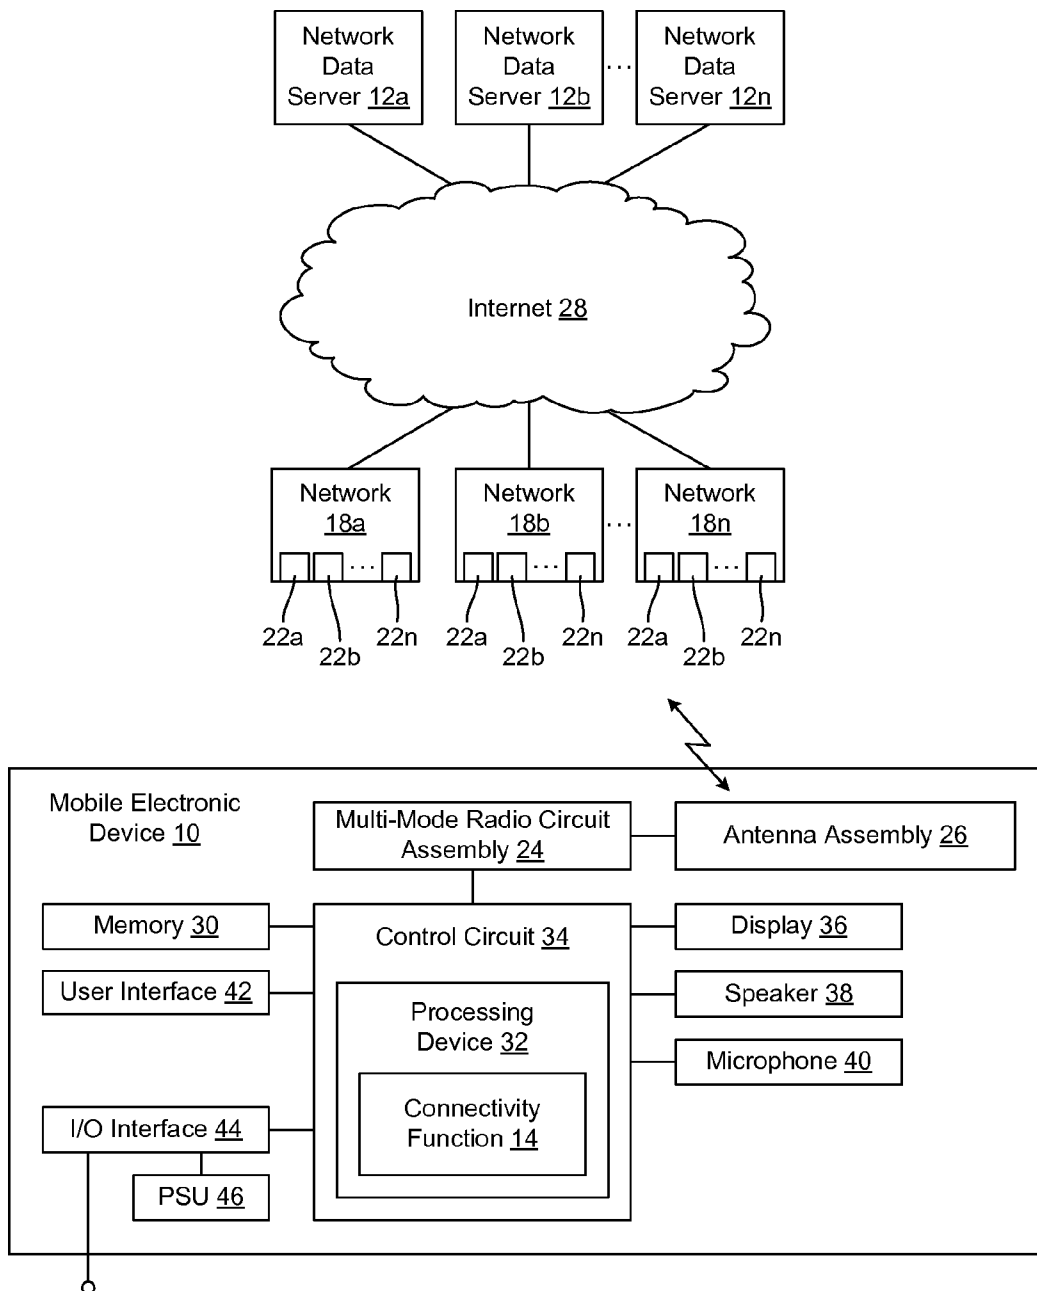 Network
Data
Server 12a
Network
Data
Server 12b
...
Network
Data
Server 12n
Internet 28
Network
18a
...
Network
18b
...
...
Network
18n
...
22a
22b
22n
22a
22b
22n
22a
22b
22n
Mobile Electronic
Device 10
Multi-Mode Radio Circuit
Assembly 24
Antenna Assembly 26
Memory 30
User Interface 42
I/O Interface 44
PSU 46
Control Circuit 34
Processing
Device 32
Connectivity
Function 14
Display 36
Speaker 38
Microphone 40